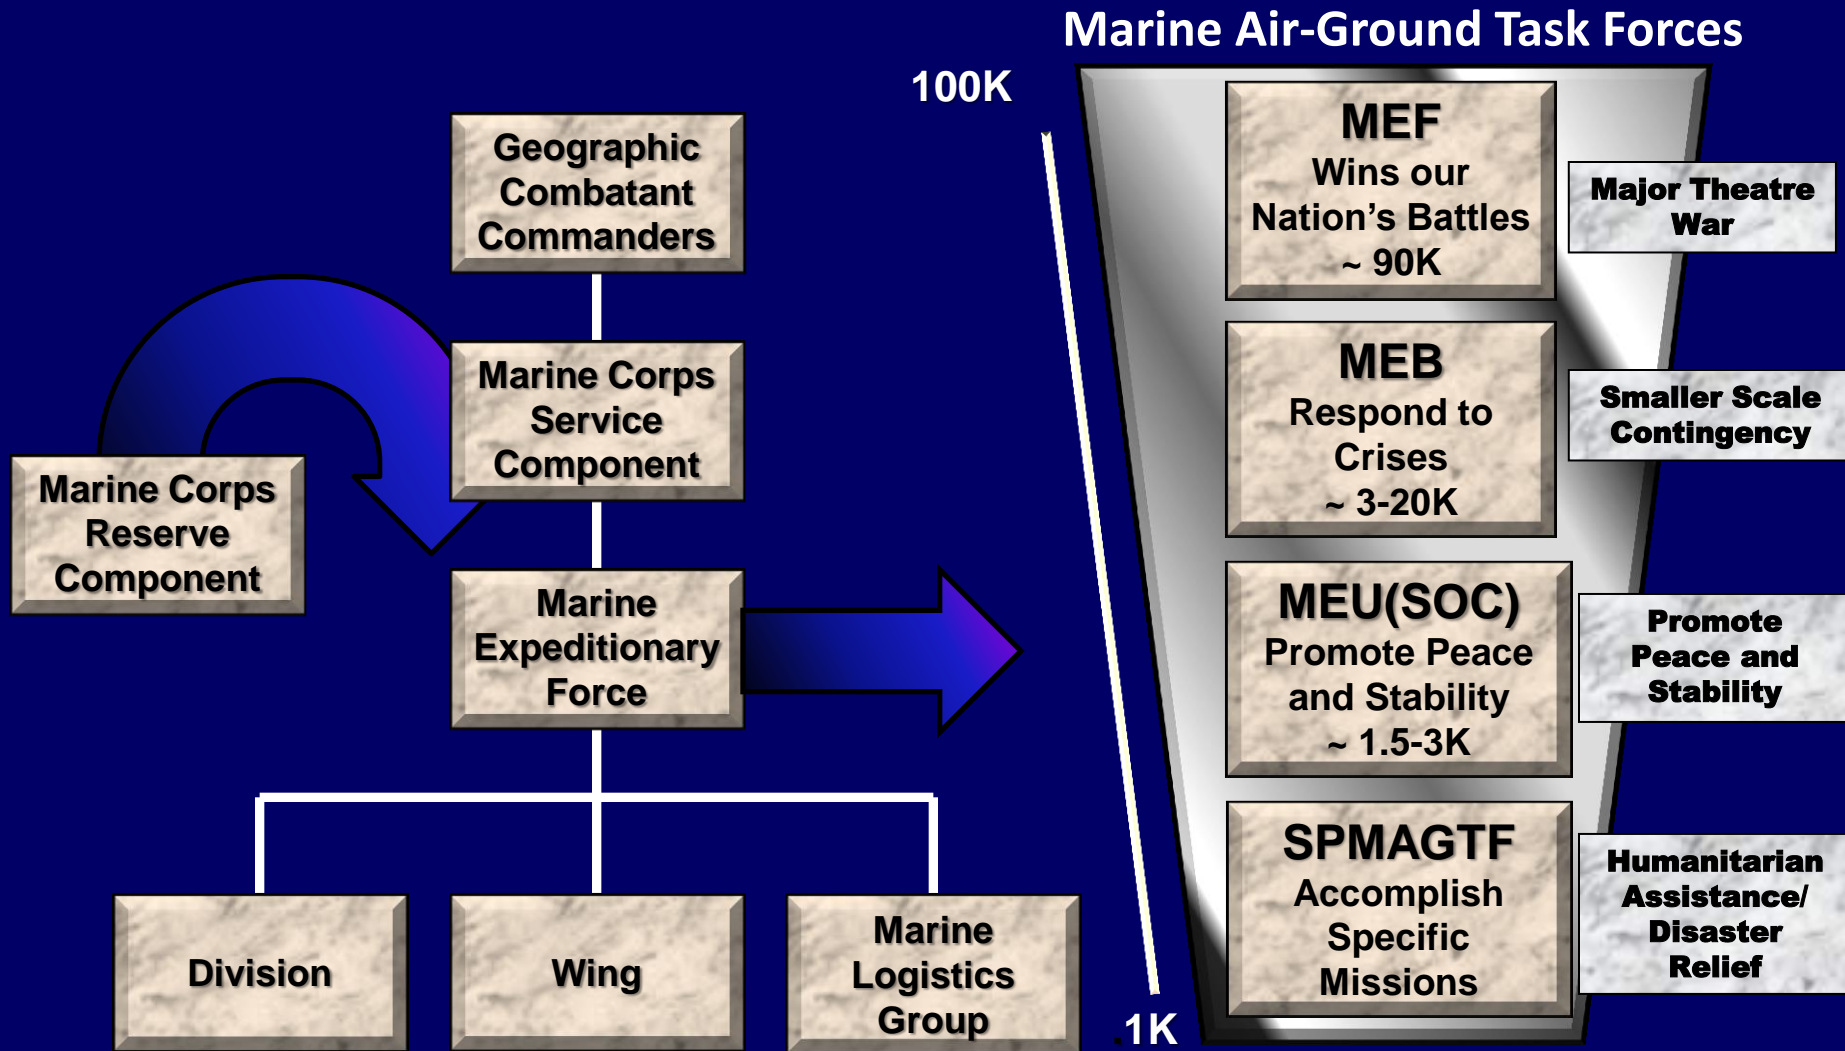 Marine Air-Ground Task Forces
100K
Geographic
Combatant
Commanders
Marine Corps
Service
Component
Marine Corps
Reserve
Component
Marine
Expeditionary
Force
Division
Wing
Marine
Logistics
Group
MEF
Wins our
Nation’s Battles
~ 90K
Major Theatre
War
MEB
Respond to
Crises
~ 3-20K
Smaller Scale
Contingency
MEU(SOC)
Promote Peace
and Stability
~ 1.5-3K
Promote
Peace and
Stability
SPMAGTF
Accomplish
Specific
Missions
Humanitarian
Assistance/
Disaster
Relief
.1K